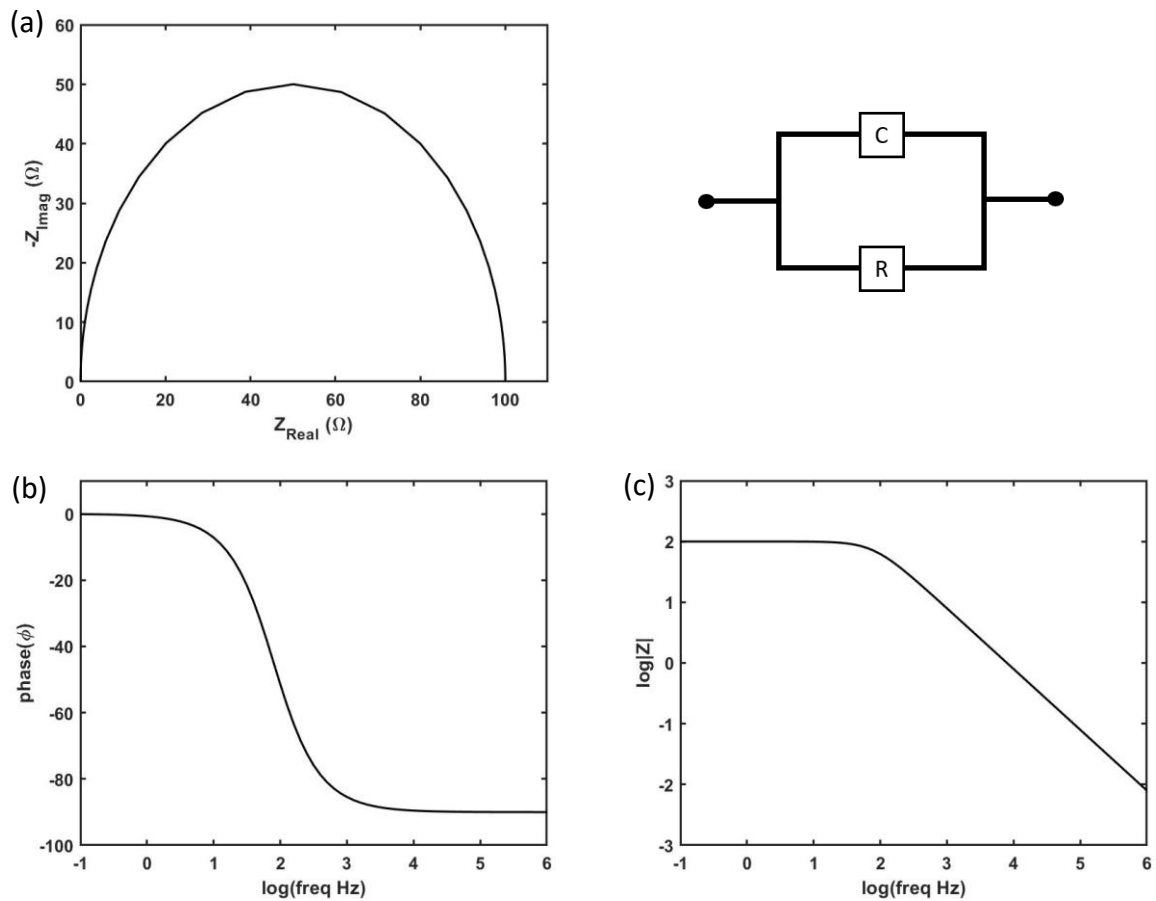 (a)
60
50
40
30
20
10
0
-Z_Imag (Ω)
0 20 40 60 80 100
Z_Real (Ω)
C
R
(b)
0
-20
-40
-60
-80
-100
phase(ϕ)
-1 0 1 2 3 4 5 6
log(freq Hz)
(c)
3
2
1
0
-1
-2
-3
log|Z|
-1 0 1 2 3 4 5 6
log(freq Hz)